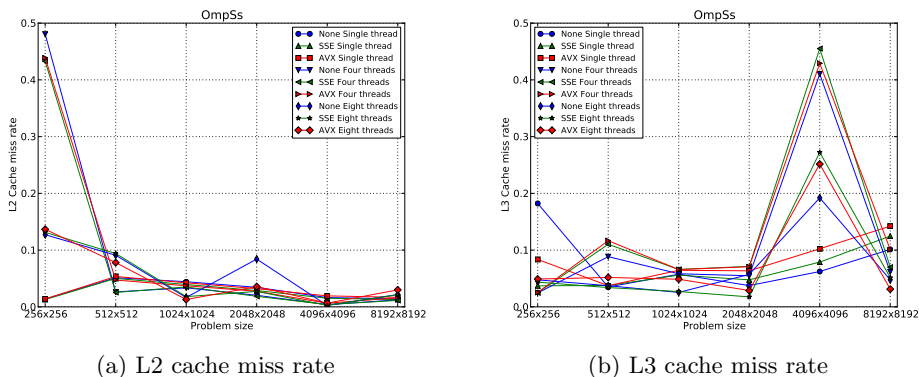 OmpSs
0.5
0.4
0.3
0.2
0.1
0.0
L2 Cache miss rate
None Single thread
SSE Single thread
AVX Single thread
None Four threads
SSE Four threads
AVX Four threads
None Eight threads
SSE Eight threads
AVX Eight threads
256x256 512x512 1024x1024 2048x2048 4096x4096 8192x8192
Problem size
(a) L2 cache miss rate
OmpSs
0.5
0.4
0.3
0.2
0.1
0.0
L3 Cache miss rate
None Single thread
SSE Single thread
AVX Single thread
None Four threads
SSE Four threads
AVX Four threads
None Eight threads
SSE Eight threads
AVX Eight threads
256x256 512x512 1024x1024 2048x2048 4096x4096 8192x8192
Problem size
(b) L3 cache miss rate